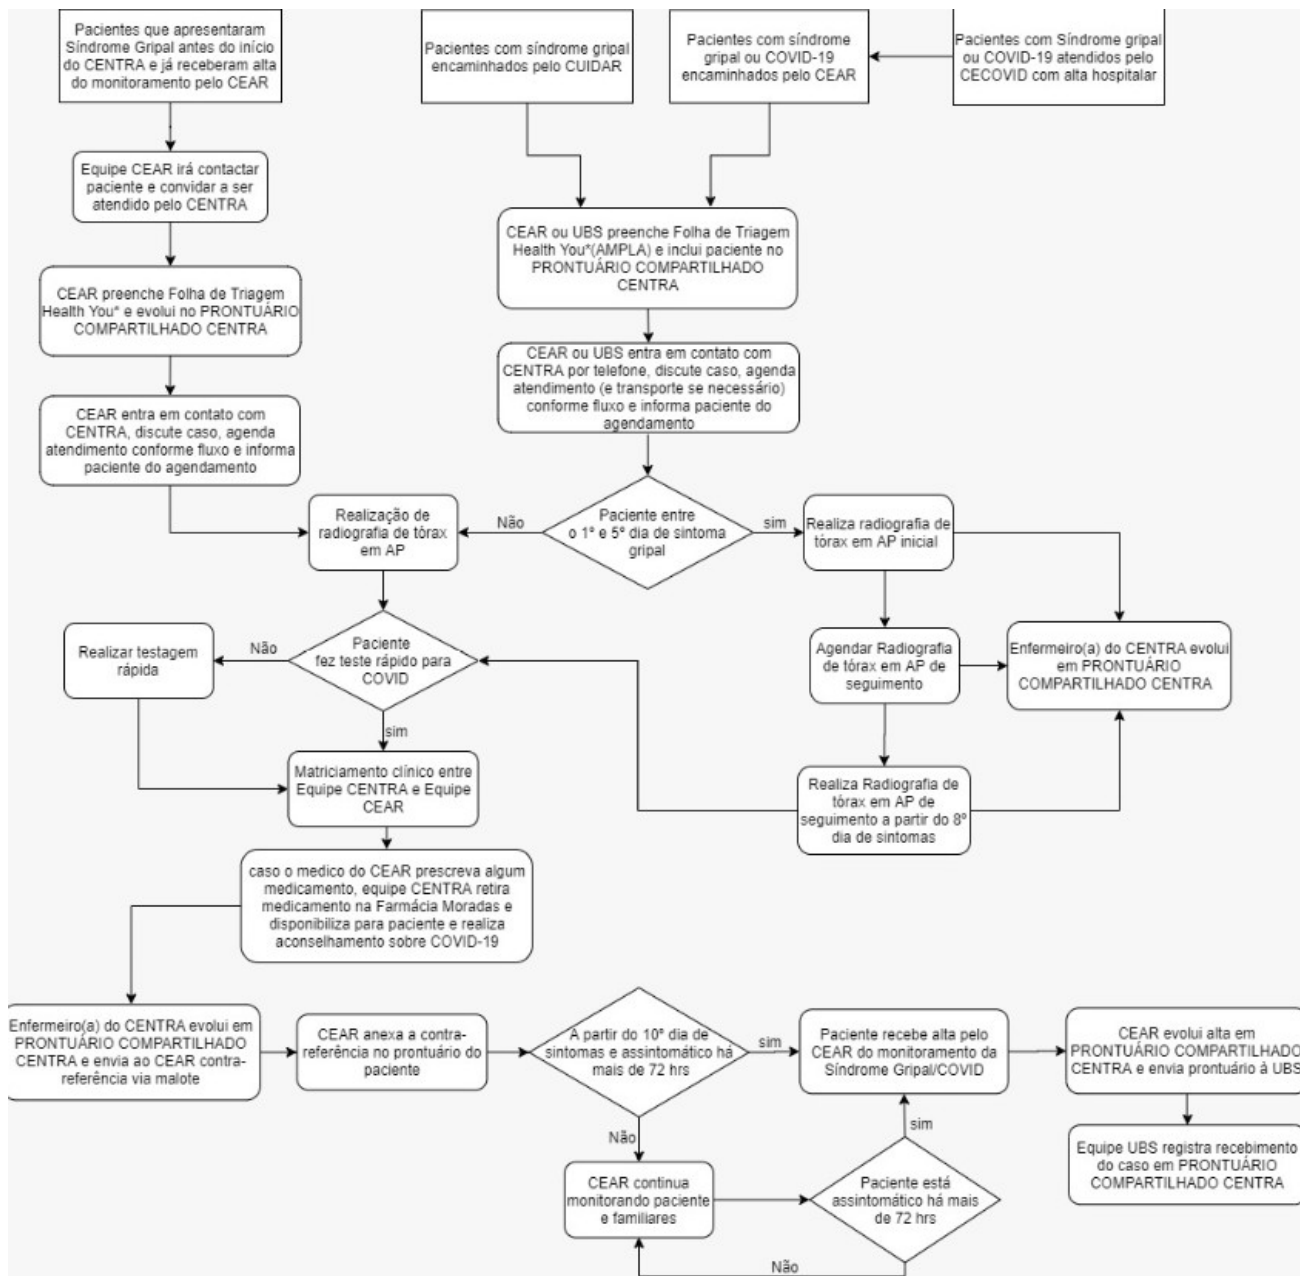 Pacientes que apresentaram
Síndrome Gripal antes do início
do CENTRA e já receberam alta
do monitoramento pelo CEAR
Pacientes com síndrome gripal
encaminhados pelo CUIDAR
Pacientes com síndrome
gripal ou COVID-19
encaminhados pelo CEAR
Pacientes com Síndrome gripal
ou COVID-19 atendidos pelo
CECOVID com alta hospitalar
Equipe CEAR irá contactar
paciente e convidar a ser
atendido pelo CENTRA
CEAR ou UBS preenche Folha de Triagem
Health You*(AMPLA) e inclui paciente no
PRONTUÁRIO COMPARTILHADO
CENTRA
CEAR preenche Folha de Triagem
Health You* e evolui no PRONTUÁRIO
COMPARTILHADO CENTRA
CEAR ou UBS entra em contato com
CENTRA por telefone, discute caso, agenda
atendimento (e transporte se necessário)
conforme fluxo e informa paciente do
agendamento
CEAR entra em contato com
CENTRA, discute caso, agenda
atendimento conforme fluxo e informa
paciente do agendamento
Realização de
radiografia de tórax
em AP
Não
Paciente entre
o 1º e 5º dia de sintoma
gripal
sim
Realiza radiografia de
tórax em AP inicial
Realizar testagem
rápida
Não
Paciente
fez teste rápido para
COVID
sim
Agendar Radiografia
de tórax em AP de
seguimento
Enfermeiro(a) do CENTRA evolui
em PRONTUÁRIO
COMPARTILHADO CENTRA
Matriciamento clínico entre
Equipe CENTRA e Equipe
CEAR
Realiza Radiografia de
tórax em AP de
seguimento a partir do 8º
dia de sintomas
caso o medico do CEAR prescreva algum
medicamento, equipe CENTRA retira
medicamento na Farmácia Moradas e
disponibiliza para paciente e realiza
aconselhamento sobre COVID-19
Enfermeiro(a) do CENTRA evolui em
PRONTUÁRIO COMPARTILHADO
CENTRA e envia ao CEAR contra-
referência via malote
CEAR anexa a contra-
referência no prontuário do
paciente
A partir do 10º dia de
sintomas e assintomático há
mais de 72 hrs
sim
Paciente recebe alta pelo
CEAR do monitoramento da
Síndrome Gripal/COVID
CEAR evolui alta em
PRONTUÁRIO COMPARTILHADO
CENTRA e envia prontuário á UBS
Não
sim
CEAR continua
monitorando paciente
e familiares
Paciente está
assintomático há mais
de 72 hrs
Equipe UBS registra recebimento
do caso em PRONTUÁRIO
COMPARTILHADO CENTRA
Não